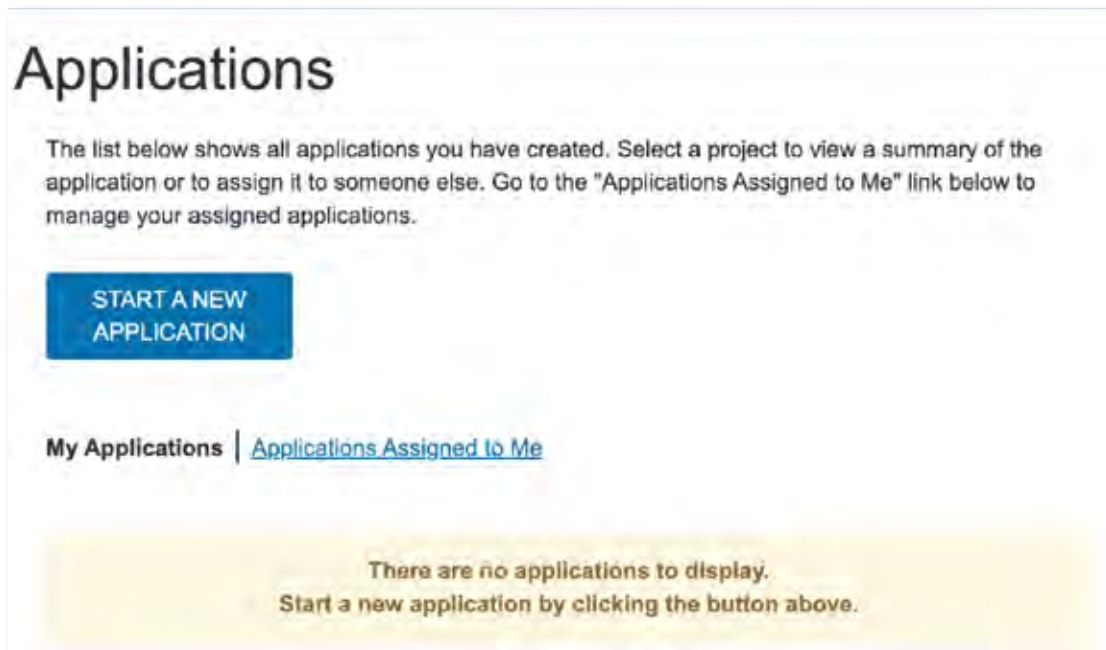 Applications
The list below shows all applications you have created. Select a project to view a summary of the
application or to assign it to someone else. Go to the "Applications Assigned to Me" link below to
manage your assigned applications.
START A NEW
APPLICATION
My Applications | Applications Assigned to Me
There are no applications to display.
Start a new application by clicking the button above.